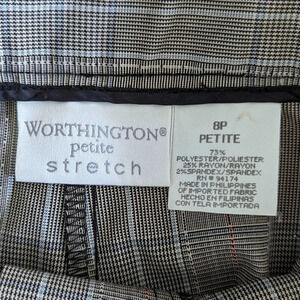 WORTHINGTON®
petite
stretch
8P
PETITE
73%
POLYESTER/POLIESTER
25% RAYON/RAYON
2% SPANDEX/SPANDEX
RN # 94174
MADE IN PHILIPPINES
OF IMPORTED FABRIC
HECHO EN FILIPINAS
CON TELA IMPORTADA